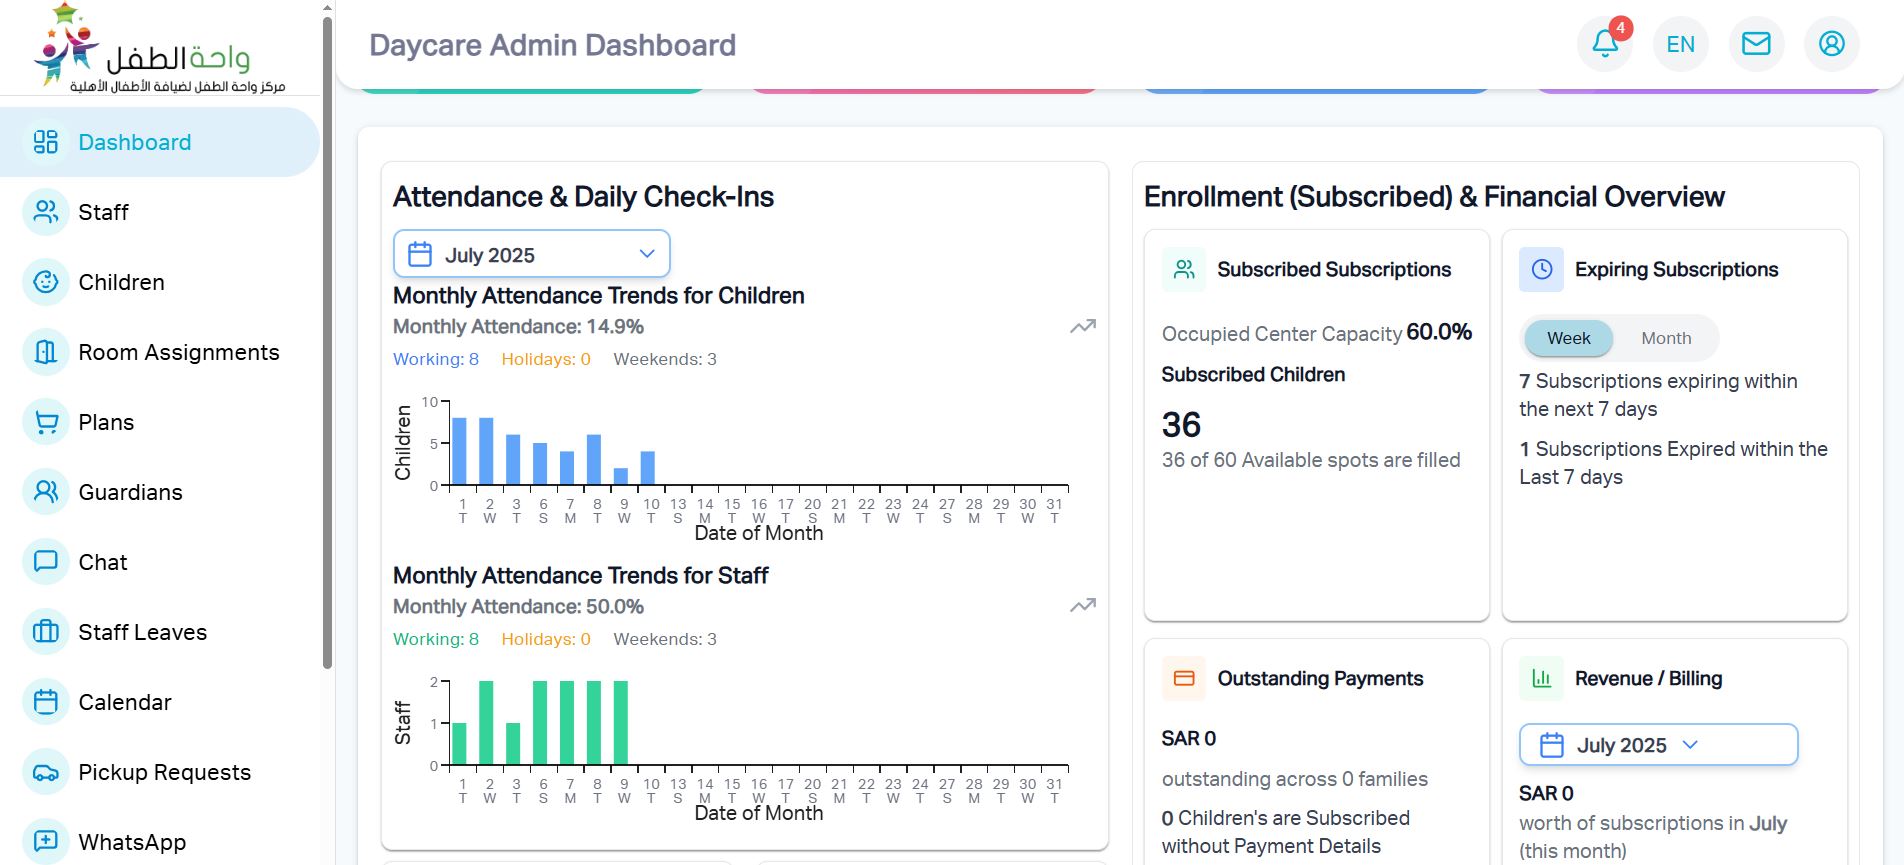 واحة الطفل
مركز واحة الطفل لضيافة الأطفال الأهلية
Daycare Admin Dashboard
4
EN
Dashboard
Staff
Children
Room Assignments
Plans
Guardians
Chat
Staff Leaves
Calendar
Pickup Requests
WhatsApp
Attendance & Daily Check-Ins
July 2025
Monthly Attendance Trends for Children
Monthly Attendance: 14.9%
Working: 8 Holidays: 0 Weekends: 3
Children
10
5
0
1 2 3 6 7 8 9 10 13 14 15 16 17 20 21 22 23 24 27 28 29 30 31
T W T S M T W T S M T W T S M T W T S M T W T
Date of Month
Monthly Attendance Trends for Staff
Monthly Attendance: 50.0%
Working: 8 Holidays: 0 Weekends: 3
Staff
2
1
0
1 2 3 6 7 8 9 10 13 14 15 16 17 20 21 22 23 24 27 28 29 30 31
T W T S M T W T S M T W T S M T W T S M T W T
Date of Month
Enrollment (Subscribed) & Financial Overview
Subscribed Subscriptions
Occupied Center Capacity 60.0%
Subscribed Children
36
36 of 60 Available spots are filled
Expiring Subscriptions
Week Month
7 Subscriptions expiring within
the next 7 days
1 Subscriptions Expired within the
Last 7 days
Outstanding Payments
SAR 0
outstanding across 0 families
0 Children's are Subscribed
without Payment Details
Revenue / Billing
July 2025
SAR 0
worth of subscriptions in July
(this month)